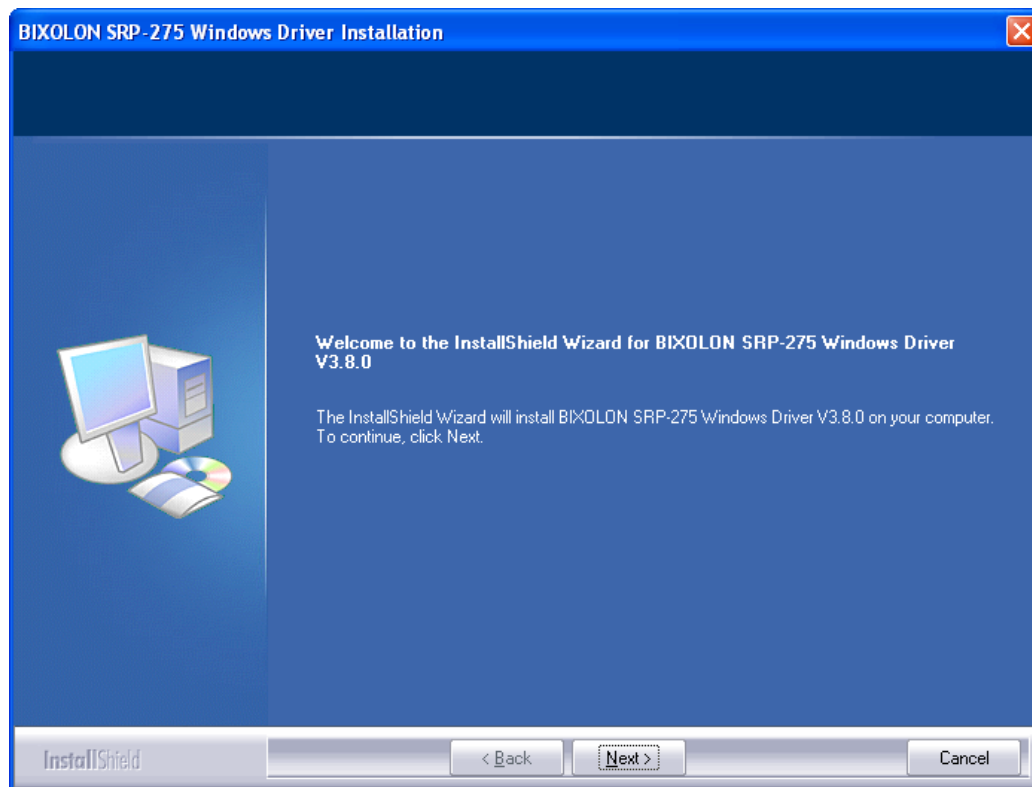 BIXOLON SRP-275 Windows Driver Installation
Welcome to the InstallShield Wizard for BIXOLON SRP-275 Windows Driver
V3.8.0
The InstallShield Wizard will install BIXOLON SRP-275 Windows Driver V3.8.0 on your computer.
To continue, click Next.
InstallShield
< Back
Next >
Cancel